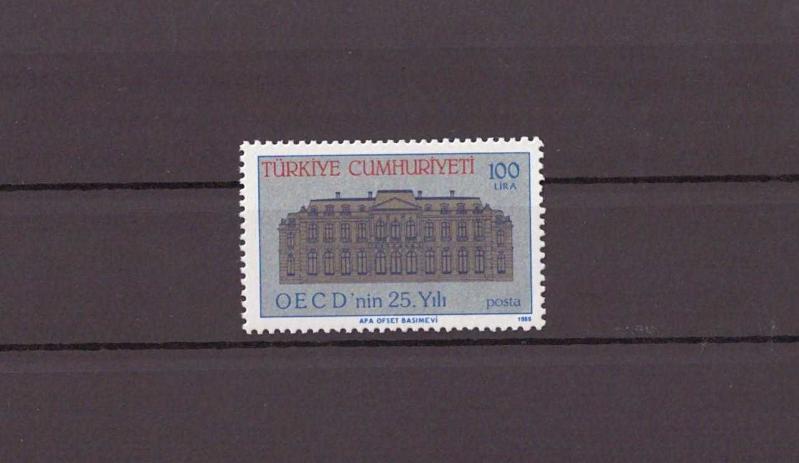 TÜRKİYE CUMHURİYETİ 100
LİRA
OECD'nin 25. Yılı posta
APA OFSET BASIMEVİ 1985